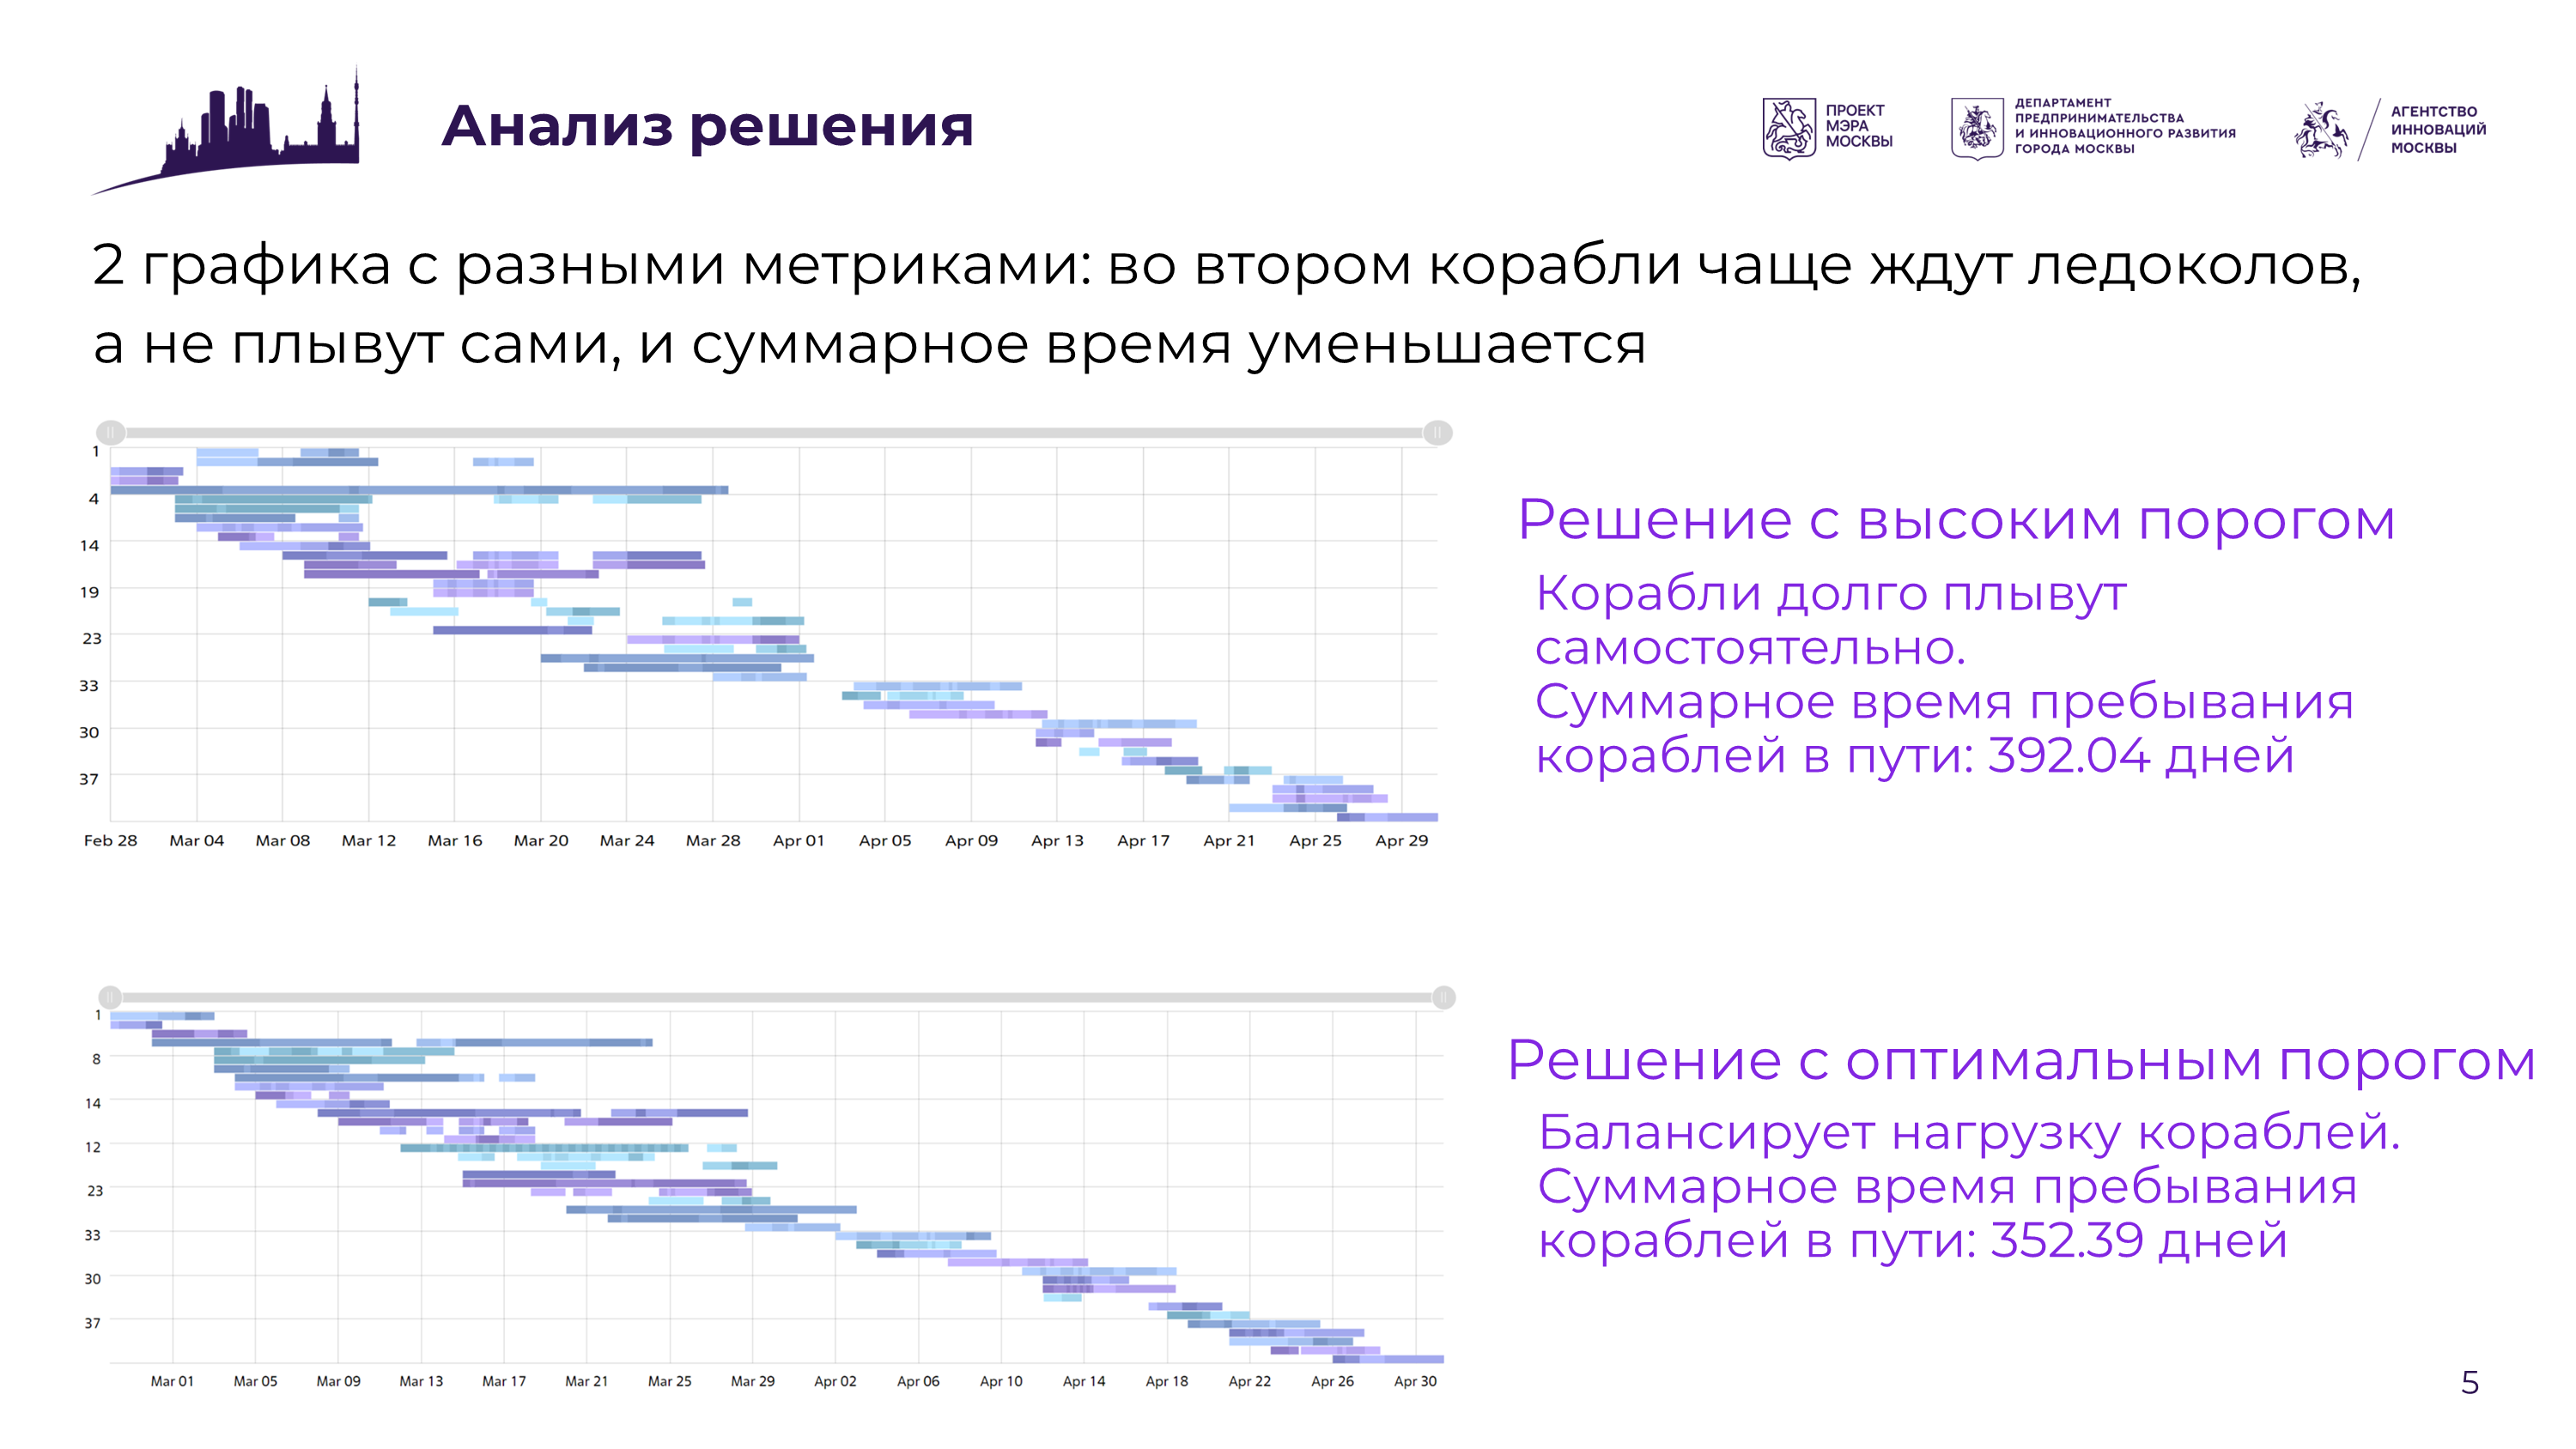 Анализ решения
ПРОЕКТ
МЭРА
МОСКВЫ
ДЕПАРТАМЕНТ
ПРЕДПРИНИМАТЕЛЬСТВА
И ИННОВАЦИОННОГО РАЗВИТИЯ
ГОРОДА МОСКВЫ
АГЕНТСТВО
ИННОВАЦИЙ
МОСКВЫ
2 графика с разными метриками: во втором корабли чаще ждут ледоколов,
а не плывут сами, и суммарное время уменьшается
1
4
14
19
23
33
30
37
Feb 28 Mar 04 Mar 08 Mar 12 Mar 16 Mar 20 Mar 24 Mar 28 Apr 01 Apr 05 Apr 09 Apr 13 Apr 17 Apr 21 Apr 25 Apr 29
Решение с высоким порогом
Корабли долго плывут
самостоятельно.
Суммарное время пребывания
кораблей в пути: 392.04 дней
1
8
14
12
23
33
30
37
Mar 01 Mar 05 Mar 09 Mar 13 Mar 17 Mar 21 Mar 25 Mar 29 Apr 02 Apr 06 Apr 10 Apr 14 Apr 18 Apr 22 Apr 26 Apr 30
Решение с оптимальным порогом
Балансирует нагрузку кораблей.
Суммарное время пребывания
кораблей в пути: 352.39 дней
5